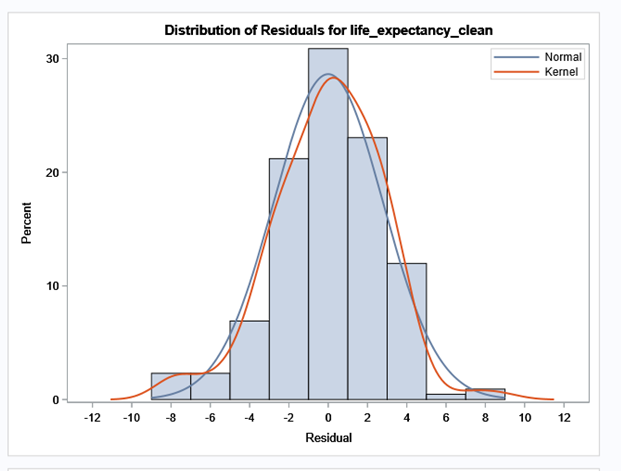 Distribution of Residuals for life_expectancy_clean
30
20
10
0
Percent
Normal
Kernel
-12 -10 -8 -6 -4 -2 0 2 4 6 8 10 12
Residual